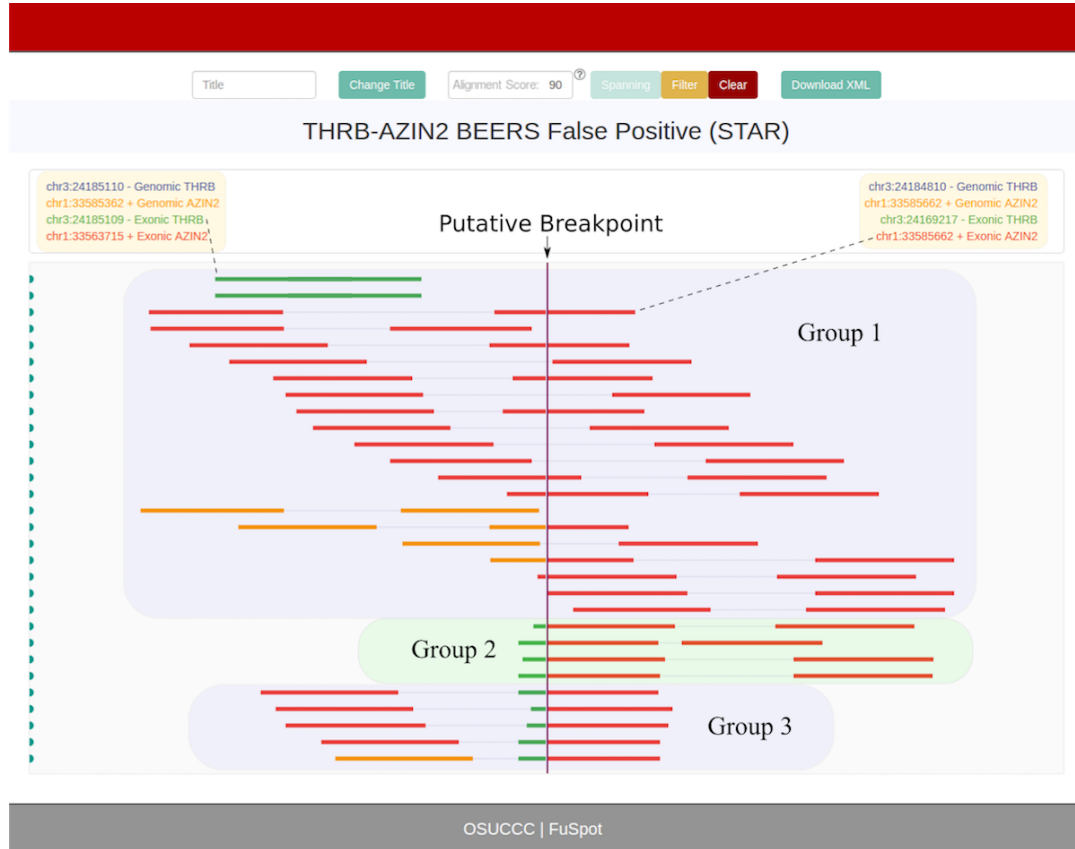 Title Change Title Alignment Score: 90 ? Spanning Filter Clear Download XML
THRB-AZIN2 BEERS False Positive (STAR)
chr3:24185110 - Genomic THRB
chr1:33585362 + Genomic AZIN2
chr3:24185109 - Exonic THRB
chr1:33563715 + Exonic AZIN2
Putative Breakpoint
chr3:24184810 - Genomic THRB
chr1:33585662 + Genomic AZIN2
chr3:24169217 - Exonic THRB
chr1:33585662 + Exonic AZIN2
Group 1
Group 2
Group 3
OSUCCC | FuSpot